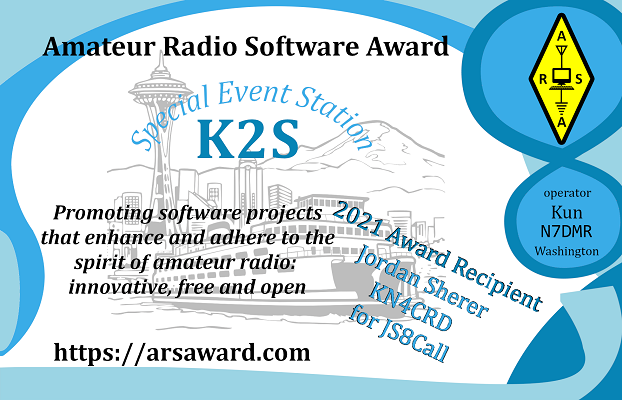 Amateur Radio Software Award
Special Event Station
K2S
A
R S
A
operator
Kun
N7DMR
Washington
Promoting software projects
that enhance and adhere to the
spirit of amateur radio:
innovative, free and open
2021 Award Recipient
Jordan Sherer
KN4CRD
for JS8Call
https://arsaward.com